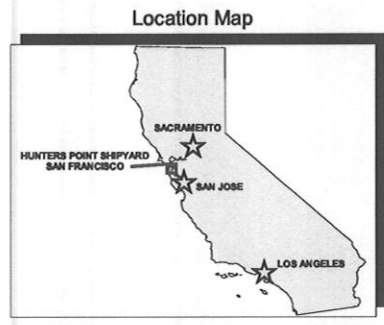 Location Map
SACRAMENTO
HUNTERS POINT SHIPYARD
SAN FRANCISCO
SAN JOSE
LOS ANGELES